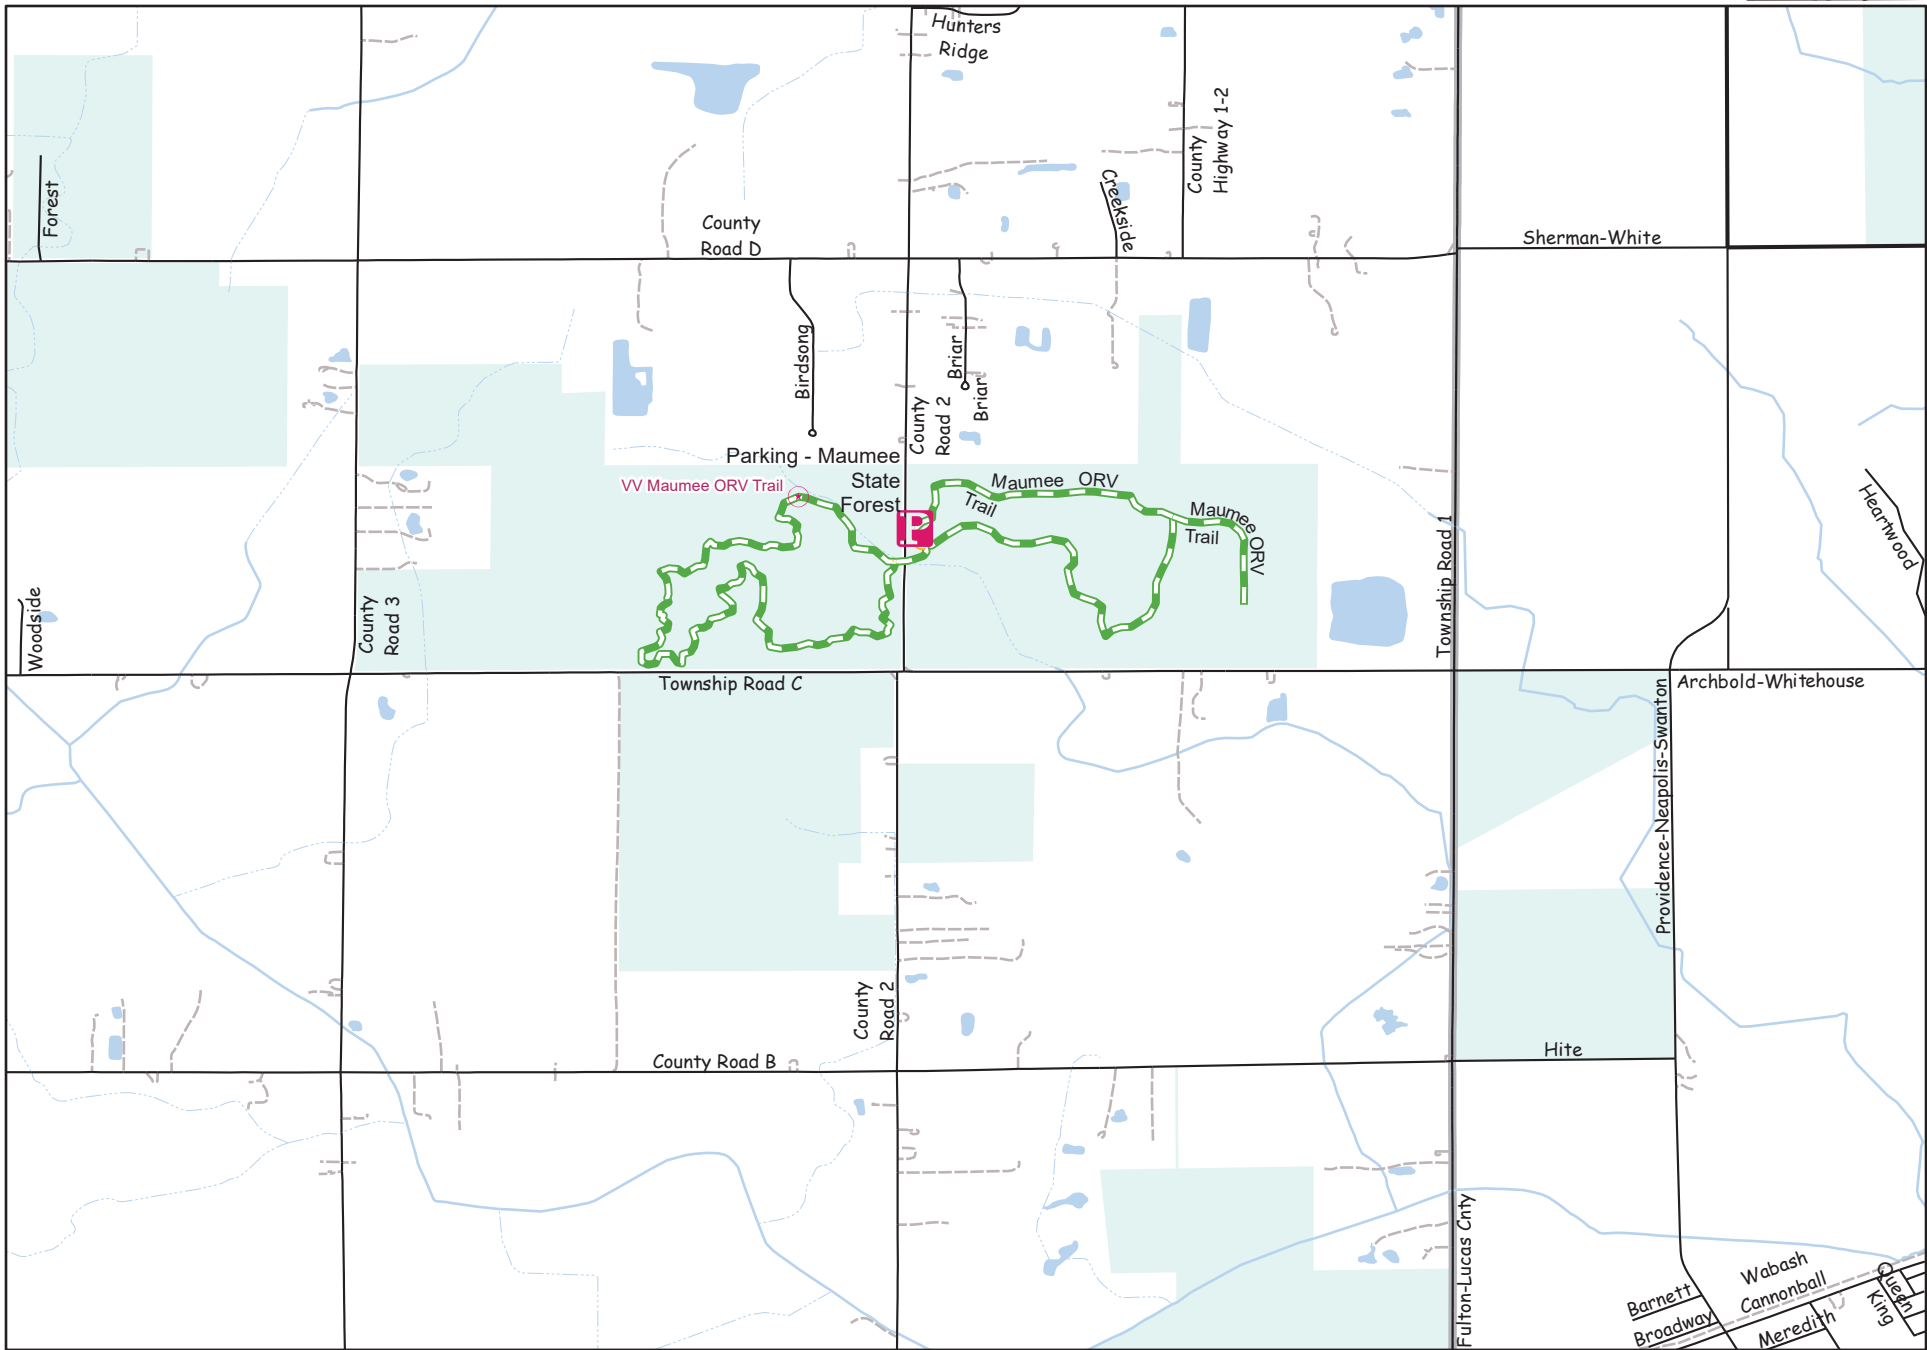 Hunters
Ridge
County
Highway 1-2
Forest
Creekside
County
Road D
Sherman-White
Birdsong
Briar
Briar
County
Road 2
Parking - Maumee
State
Forest
VV Maumee ORV Trail
P
Maumee ORV
Trail
Maumee ORV
Trail
Heartwood
Township Road 1
Woodside
County
Road 3
Township Road C
Archbold-Whitehouse
Providence-Neapolis-Swanton
County
Road 2
County Road B
Hite
Fulton-Lucas Cnty
Wabash
Cannonball
Queen
King
Barnett
Broadway
Meredith